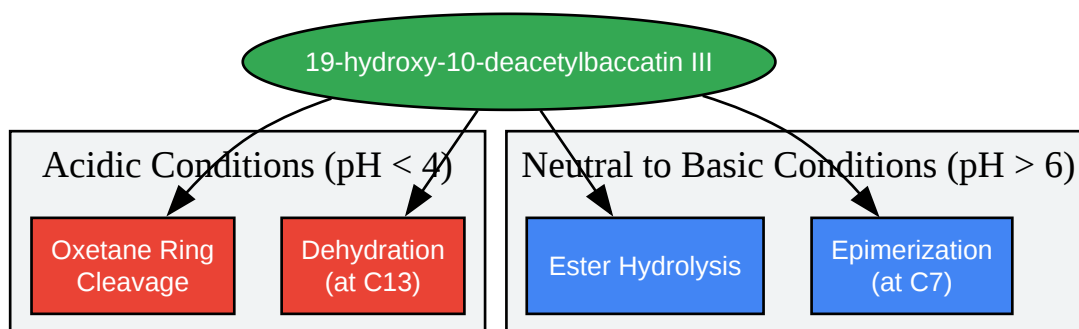 19-hydroxy-10-deacetylbaccatin III
Acidic Conditions (pH < 4)
Neutral to Basic Conditions (pH > 6)
Oxetane Ring
Cleavage
Dehydration
(at C13)
Ester Hydrolysis
Epimerization
(at C7)